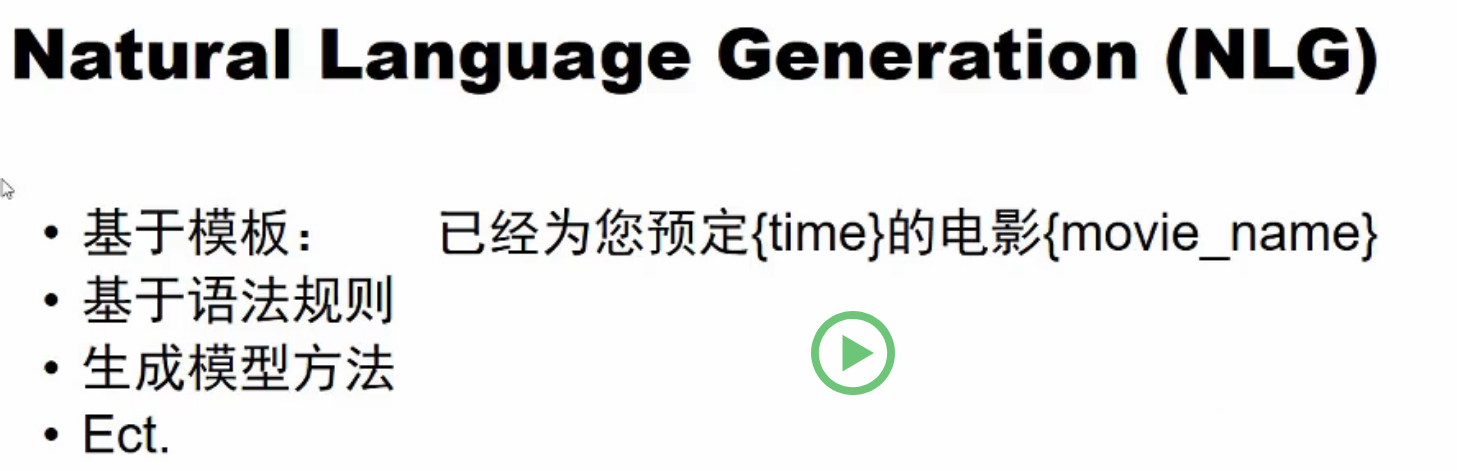 Natural Language Generation (NLG)
• 基于模板： 已经为您预定{time}的电影{movie_name}
• 基于语法规则
• 生成模型方法
• Ect.